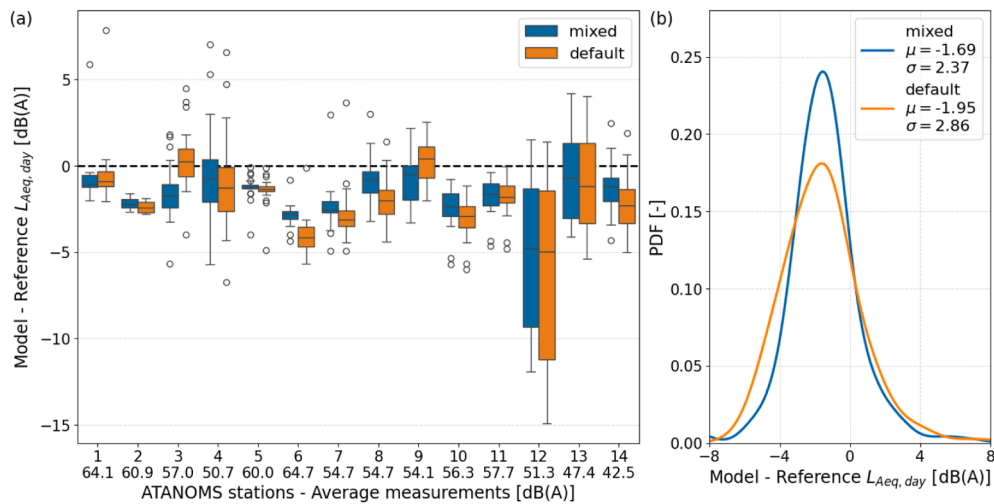 (a)
mixed
default
5
0
−5
−10
−15
Model - Reference L_Aeq, day [dB(A)]
1 2 3 4 5 6 7 8 9 10 11 12 13 14
64.1 60.9 57.0 50.7 60.0 64.7 54.7 54.7 54.1 56.3 57.7 51.3 47.4 42.5
ATANOMS stations - Average measurements [dB(A)]
(b)
mixed
μ = -1.69
σ = 2.37
default
μ = -1.95
σ = 2.86
0.30
0.25
0.20
0.15
0.10
0.05
0.00
PDF [-]
−8 −4 0 4 8
Model - Reference L_Aeq, day [dB(A)]